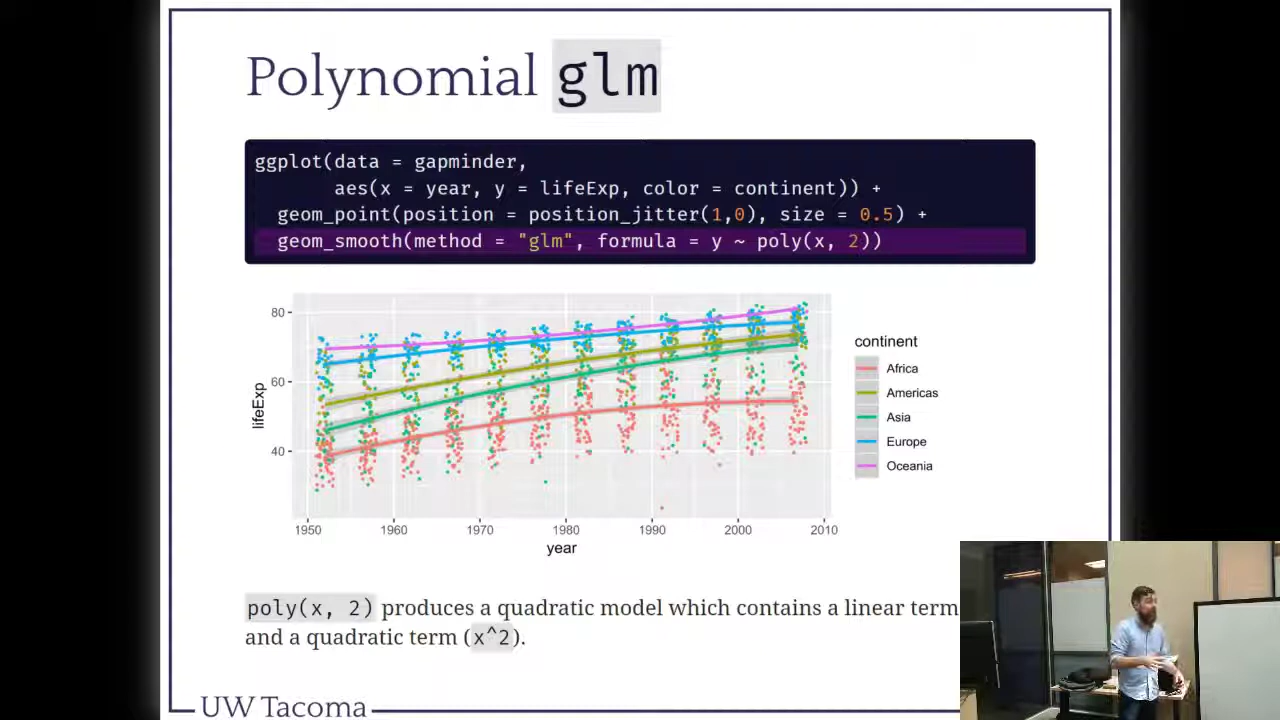 Polynomial glm
ggplot(data = gapminder,
aes(x = year, y = lifeExp, color = continent)) +
geom_point(position = position_jitter(1,0), size = 0.5) +
geom_smooth(method = "glm", formula = y ~ poly(x, 2))
80
60
40
lifeExp
1950 1960 1970 1980 1990 2000 2010
year
continent
Africa
Americas
Asia
Europe
Oceania
poly(x, 2) produces a quadratic model which contains a linear term
and a quadratic term (x^2).
UW Tacoma